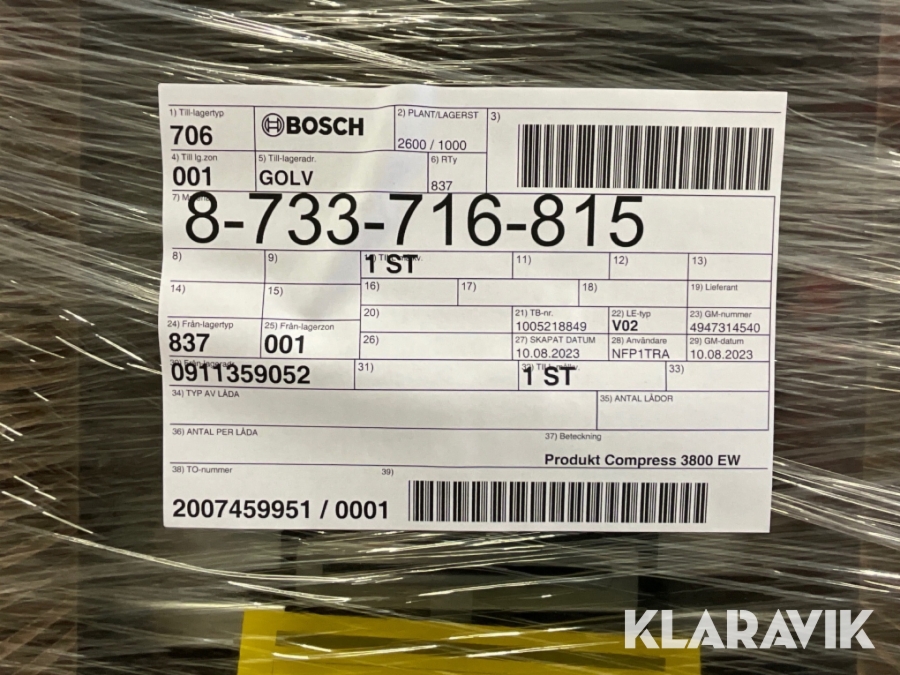 1) Till-lagertyp
706
BOSCH
2) PLANT/LAGERST
2600 / 1000
3)
4) Till lg.zon
001
5) Till-lageradr.
GOLV
6) RTy
837
7)
8-733-716-815
8)
9)
1 ST
11)
12)
13)
14)
15)
16)
17)
18)
19) Lieferant
20)
21) TB-nr.
1005218849
22) LE-typ
V02
23) GM-nummer
4947314540
24) Från-lagertyp
837
25) Från-lagerzon
001
26)
27) SKAPAT DATUM
10.08.2023
28) Användare
NFP1TRA
29) GM-datum
10.08.2023
0911359052
31)
1 ST
33)
34) TYP AV LÅDA
35) ANTAL LÅDOR
36) ANTAL PER LÅDA
37) Beteckning
Produkt Compress 3800 EW
38) TO-nummer
39)
2007459951 / 0001
KLARAVIK